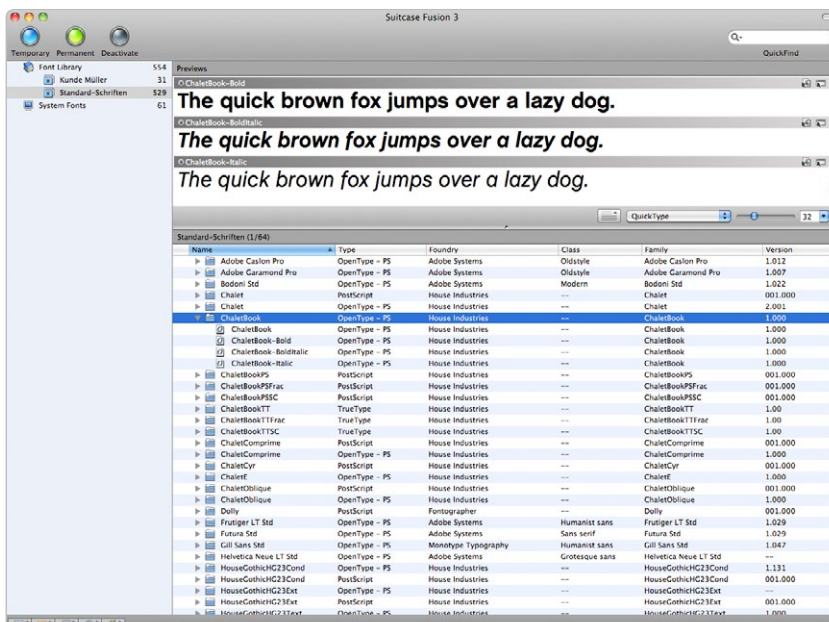 Suitcase Fusion 3
Temporary Permanent Deactivate
QuickFind
Font Library 554
Kunde Müller 31
Standard-Schriften 529
System Fonts 61
Previews
ChaletBook-Bold
The quick brown fox jumps over a lazy dog.
ChaletBook-BoldItalic
The quick brown fox jumps over a lazy dog.
ChaletBook-Italic
The quick brown fox jumps over a lazy dog.
QuickType 32
Standard-Schriften (1/64)
Name Type Foundry Class Family Version
Adobe Caslon Pro OpenType - PS Adobe Systems Oldstyle Adobe Caslon Pro 1.012
Adobe Garamond Pro OpenType - PS Adobe Systems Oldstyle Adobe Garamond Pro 1.007
Bodoni Std OpenType - PS Adobe Systems Modern Bodoni Std 1.022
Chalet PostScript House Industries -- Chalet 001.000
Chalet OpenType - PS House Industries -- Chalet 2.001
ChaletBook OpenType - PS House Industries -- ChaletBook 1.000
ChaletBook OpenType - PS House Industries -- ChaletBook 1.000
ChaletBook-Bold OpenType - PS House Industries -- ChaletBook 1.000
ChaletBook-BoldItalic OpenType - PS House Industries -- ChaletBook 1.000
ChaletBook-Italic OpenType - PS House Industries -- ChaletBook 1.000
ChaletBookPS PostScript House Industries -- ChaletBookPS 001.000
ChaletBookPSFrac PostScript House Industries -- ChaletBookPSFrac 001.000
ChaletBookPSSC PostScript House Industries -- ChaletBookPSSC 001.000
ChaletBookTT TrueType House Industries -- ChaletBookTT 1.00
ChaletBookTTFrac TrueType House Industries -- ChaletBookTTFrac 1.00
ChaletBookTTSC TrueType House Industries -- ChaletBookTTSC 1.00
ChaletComprime PostScript House Industries -- ChaletComprime 001.000
ChaletComprime OpenType - PS House Industries -- ChaletComprime 1.000
ChaletCyr PostScript House Industries -- ChaletCyr 001.000
ChaletE OpenType - PS House Industries -- ChaletE 1.000
ChaletOblique PostScript House Industries -- ChaletOblique 001.000
ChaletOblique OpenType - PS House Industries -- ChaletOblique 1.000
Dolly PostScript Fontographer -- Dolly 001.000
Frutiger LT Std OpenType - PS Adobe Systems Humanist sans Frutiger LT Std 1.029
Futura Std OpenType - PS Adobe Systems Sans serif Futura Std 1.029
Gill Sans Std OpenType - PS Monotype Typography Humanist sans Gill Sans Std 1.047
Helvetica Neue LT Std OpenType - PS Adobe Systems Grotesque sans Helvetica Neue LT Std --
HouseGothicHG23Cond OpenType - PS House Industries -- HouseGothicHG23Cond 1.131
HouseGothicHG23Cond PostScript House Industries -- HouseGothicHG23Cond 001.000
HouseGothicHG23Ext OpenType - PS House Industries -- HouseGothicHG23Ext --
HouseGothicHG23Ext PostScript House Industries -- HouseGothicHG23Ext 001.000
HouseGothicHG23Text OpenType - PS House Industries -- HouseGothicHG23Text 1.000